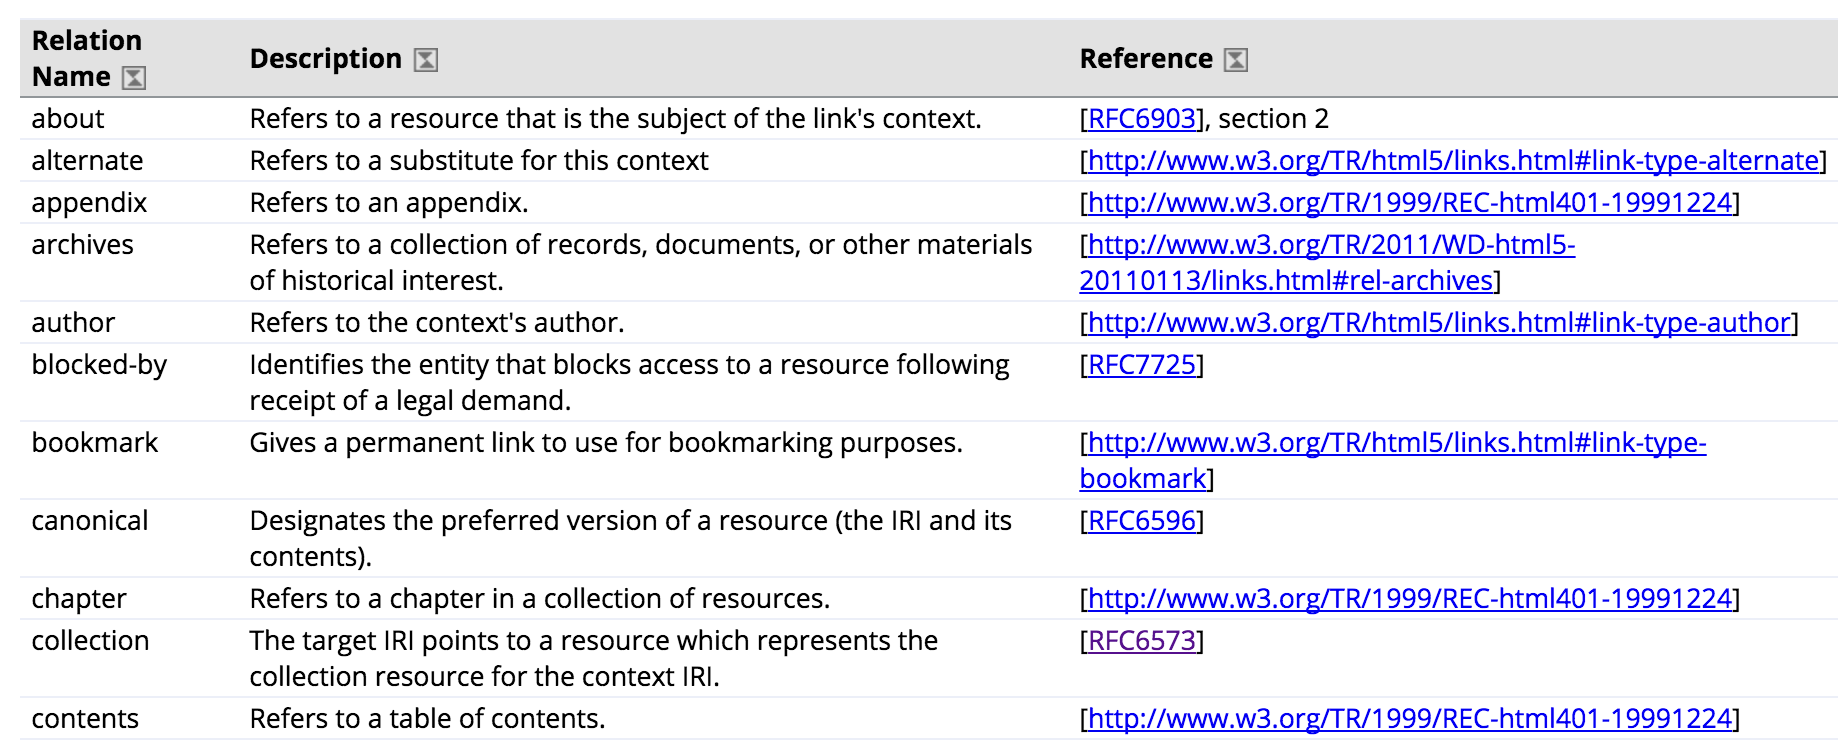 Relation Name Description Reference
about Refers to a resource that is the subject of the link's context. [RFC6903], section 2
alternate Refers to a substitute for this context [http://www.w3.org/TR/html5/links.html#link-type-alternate]
appendix Refers to an appendix. [http://www.w3.org/TR/1999/REC-html401-19991224]
archives Refers to a collection of records, documents, or other materials [http://www.w3.org/TR/2011/WD-html5-
of historical interest. 20110113/links.html#rel-archives]
author Refers to the context's author. [http://www.w3.org/TR/html5/links.html#link-type-author]
blocked-by Identifies the entity that blocks access to a resource following [RFC7725]
receipt of a legal demand.
bookmark Gives a permanent link to use for bookmarking purposes. [http://www.w3.org/TR/html5/links.html#link-type-
bookmark]
canonical Designates the preferred version of a resource (the IRI and its [RFC6596]
contents).
chapter Refers to a chapter in a collection of resources. [http://www.w3.org/TR/1999/REC-html401-19991224]
collection The target IRI points to a resource which represents the [RFC6573]
collection resource for the context IRI.
contents Refers to a table of contents. [http://www.w3.org/TR/1999/REC-html401-19991224]